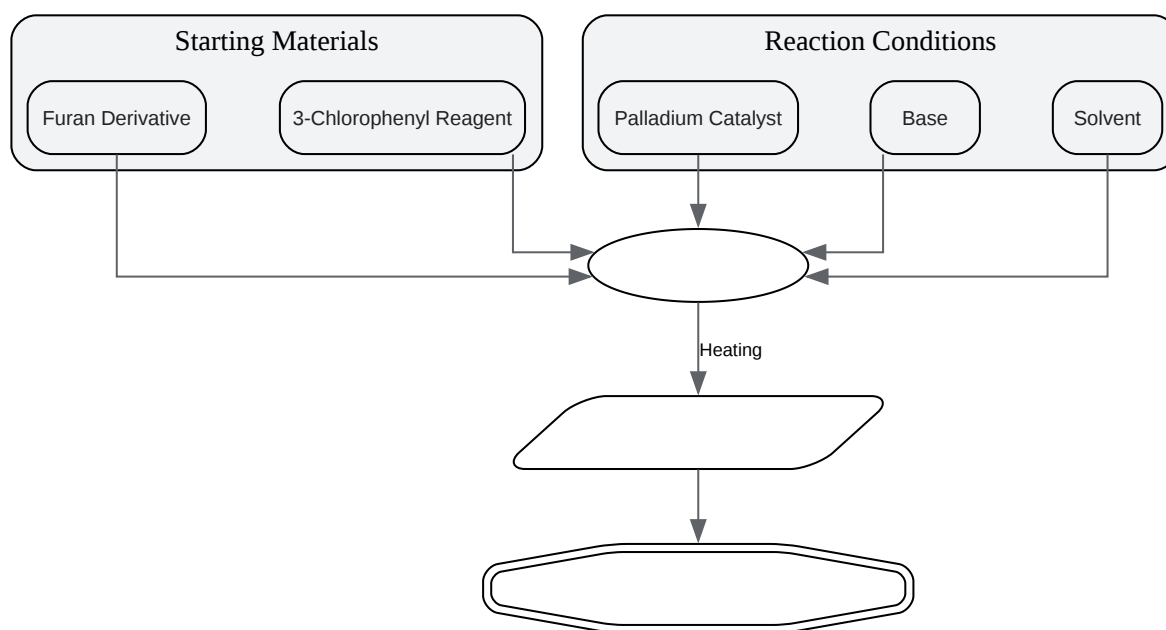 Starting Materials
Reaction Conditions
Furan Derivative
3-Chlorophenyl Reagent
Palladium Catalyst
Base
Solvent
Heating